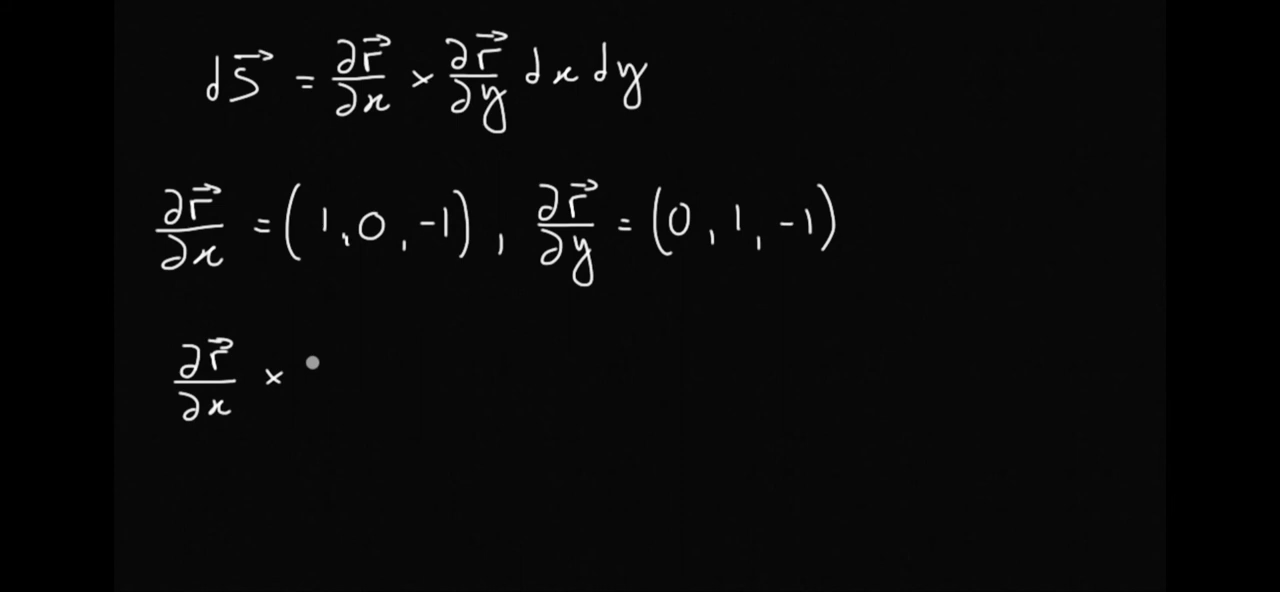 dS⃗ = ∂r⃗/∂x × ∂r⃗/∂y dx dy
∂r⃗/∂x = (1, 0, -1), ∂r⃗/∂y = (0, 1, -1)
∂r⃗/∂x ×